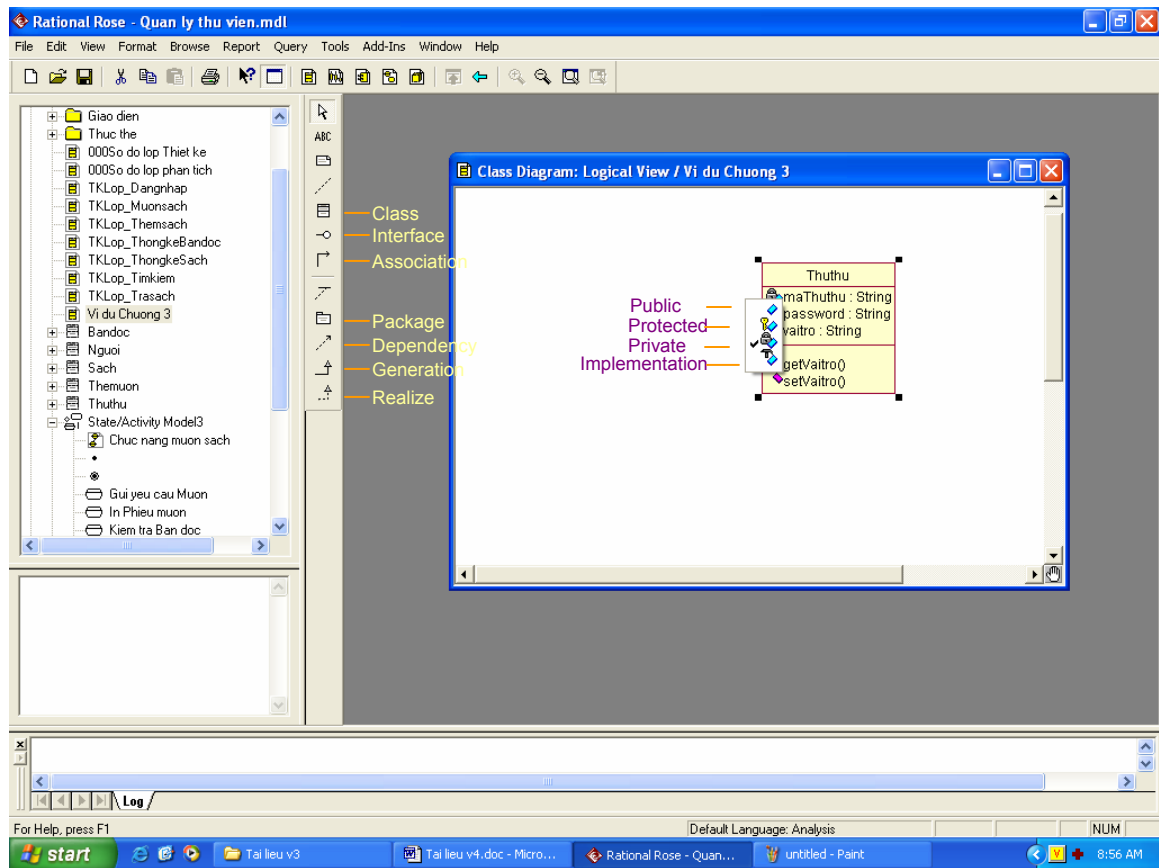 Rational Rose - Quan ly thu vien.mdl
File Edit View Format Browse Report Query Tools Add-Ins Window Help
Giao dien
Thuc the
000So do lop Thiet ke
000So do lop phan tich
TKLop_Dangnhap
TKLop_Muonsach
TKLop_Themsach
TKLop_ThongkeBandoc
TKLop_ThongkeSach
TKLop_Timkiem
TKLop_Trasach
Vi du Chuong 3
Bandoc
Nguoi
Sach
Themuon
Thuthu
State/Activity Model3
Chuc nang muon sach
Gui yeu cau Muon
In Phieu muon
Kiem tra Ban doc
ABC
Class
Interface
Association
Package
Dependency
Generation
Realize
Class Diagram: Logical View / Vi du Chuong 3
Thuthu
maThuthu : String
password : String
vaitro : String
getVaitro()
setVaitro()
Public
Protected
Private
Implementation
Log
For Help, press F1
Default Language: Analysis
NUM
start
Tai lieu v3
Tai lieu v4.doc - Micro...
Rational Rose - Quan...
untitled - Paint
V
8:56 AM